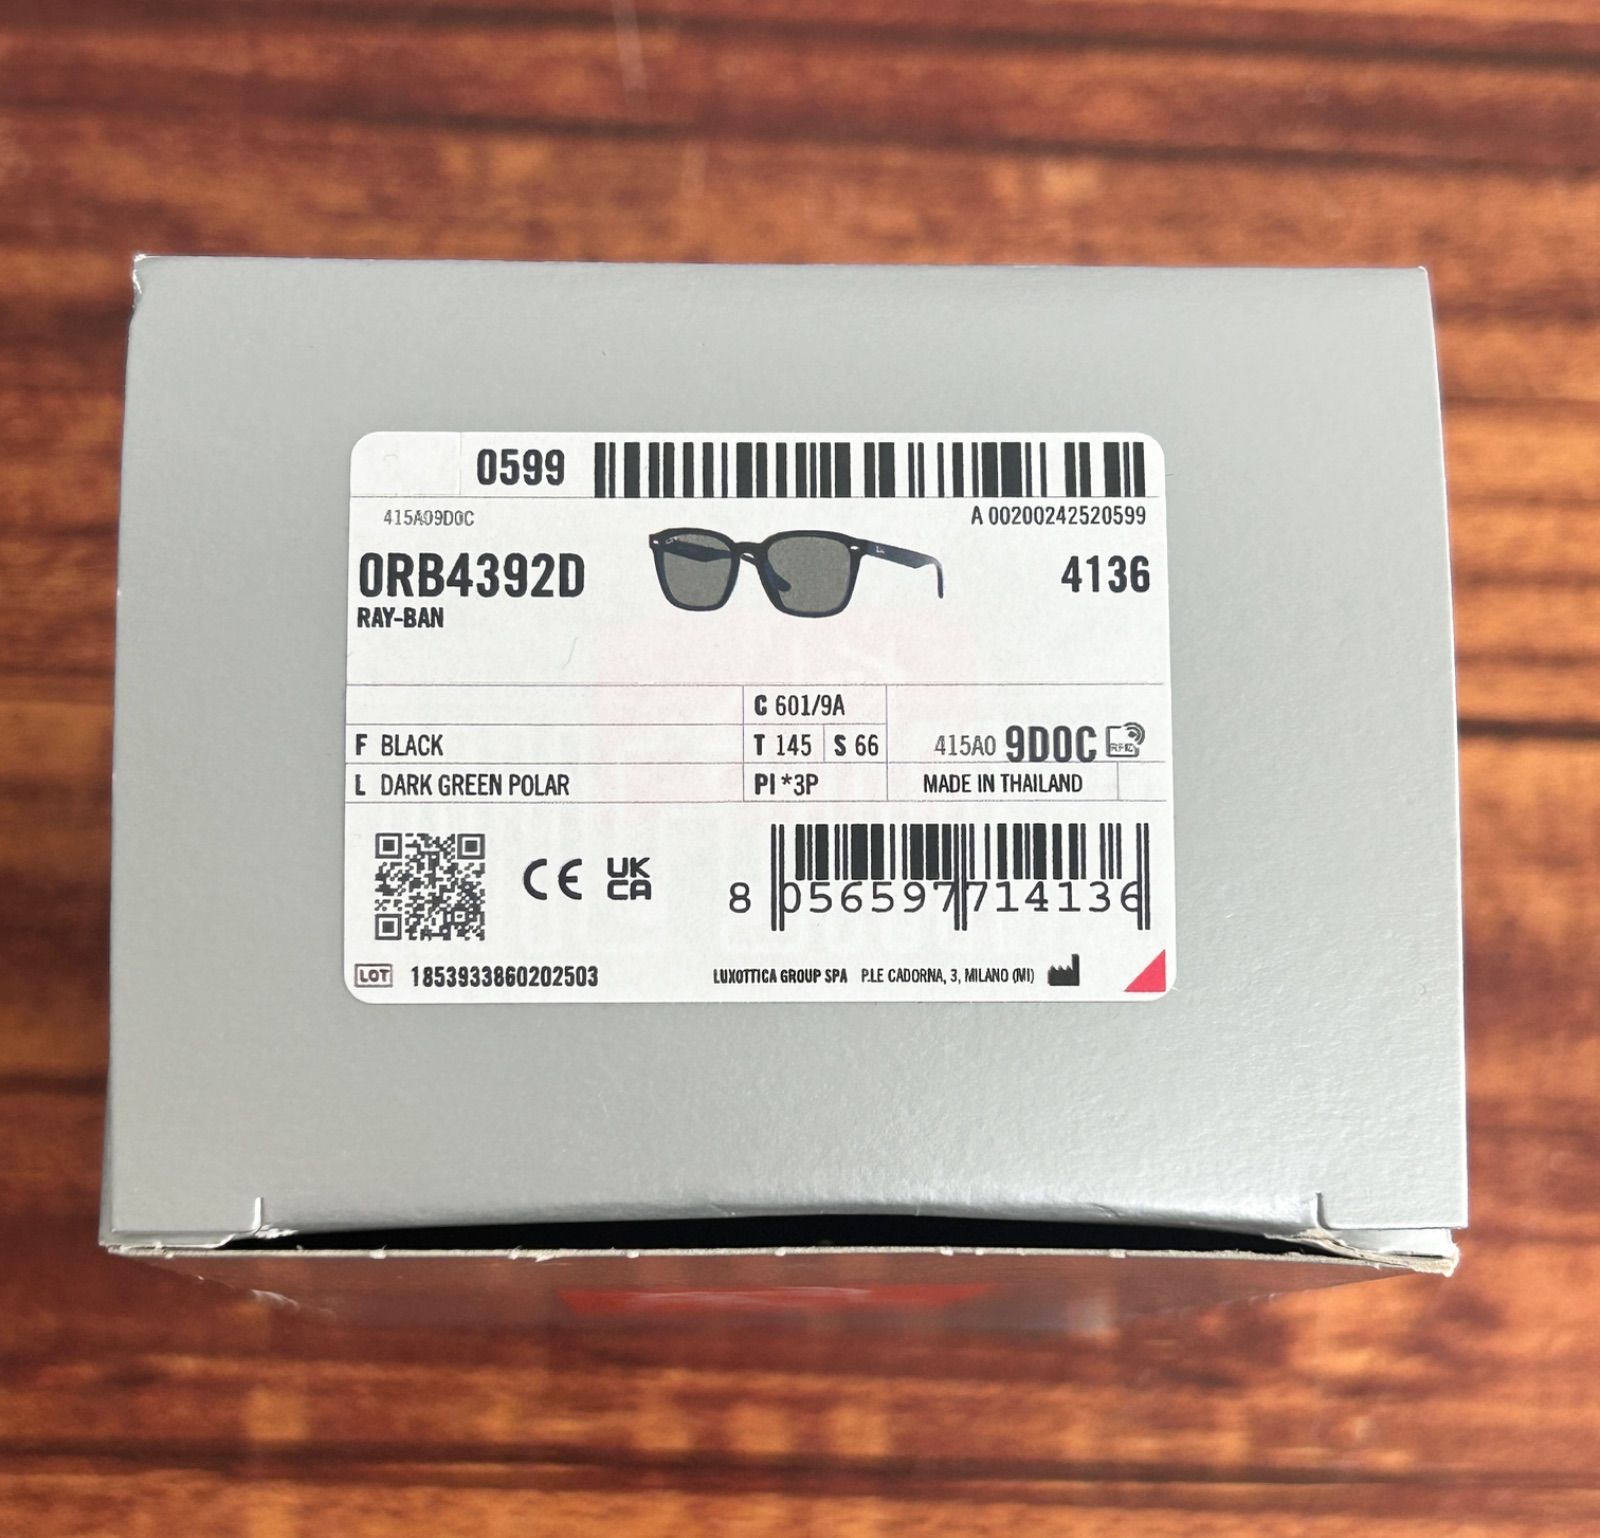 0599
415A09D0C
A 00200242520599
0RB4392D
4136
RAY-BAN
C 601/9A
F BLACK
T 145 S 66
415A0 9D0C RFID
L DARK GREEN POLAR
PI *3P
MADE IN THAILAND
CE UK CA
8 056597 714136
LOT 1853933860202503
LUXOTTICA GROUP SPA P.LE CADORNA, 3, MILANO (MI)